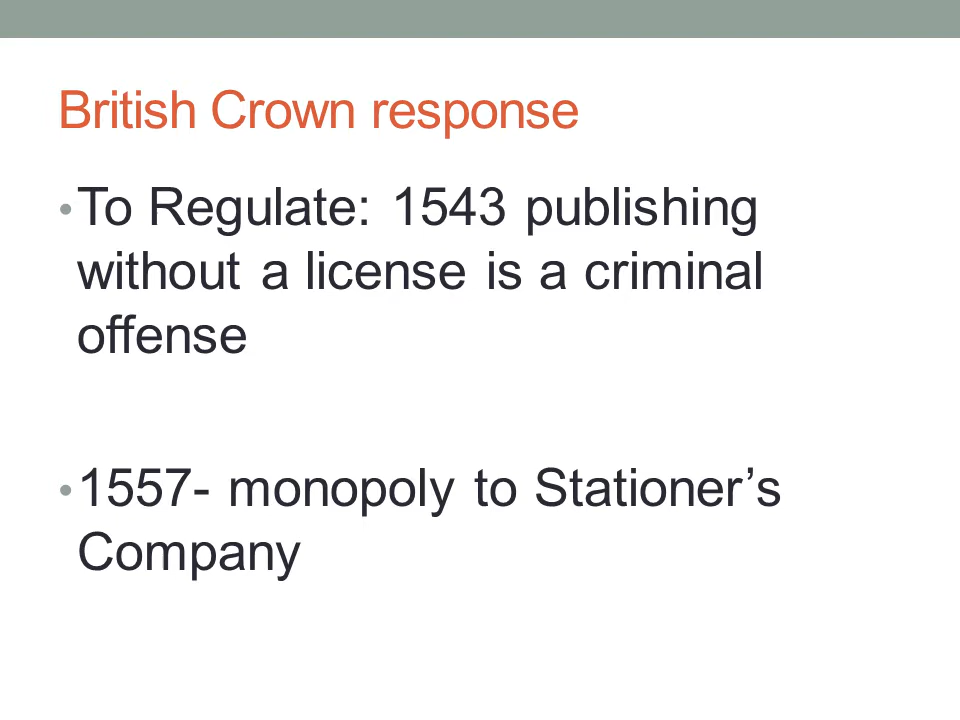 British Crown response
•To Regulate: 1543 publishing
without a license is a criminal
offense
•1557- monopoly to Stationer’s
Company